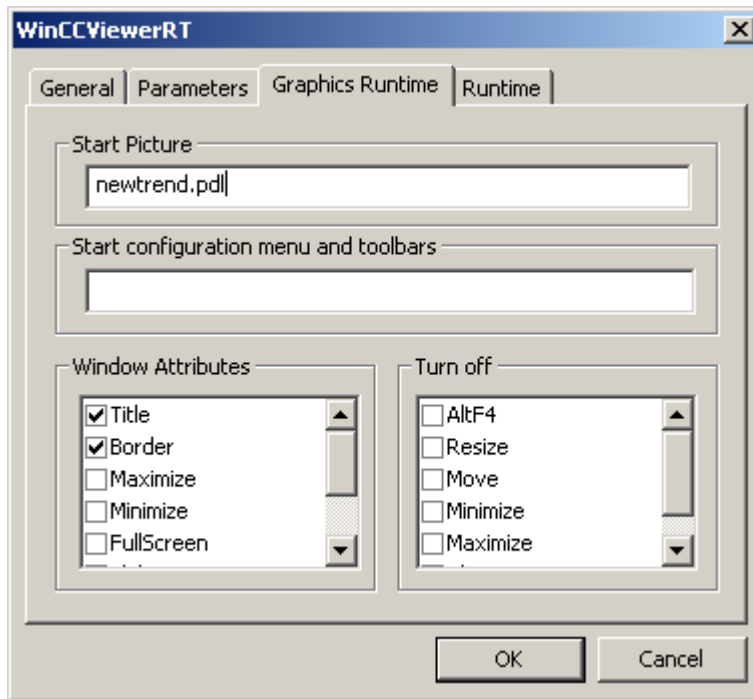 WinCCViewerRT
General Parameters Graphics Runtime Runtime
Start Picture
newtrend.pdl
Start configuration menu and toolbars
Window Attributes
Title
Border
Maximize
Minimize
FullScreen
Turn off
AltF4
Resize
Move
Minimize
Maximize
OK Cancel